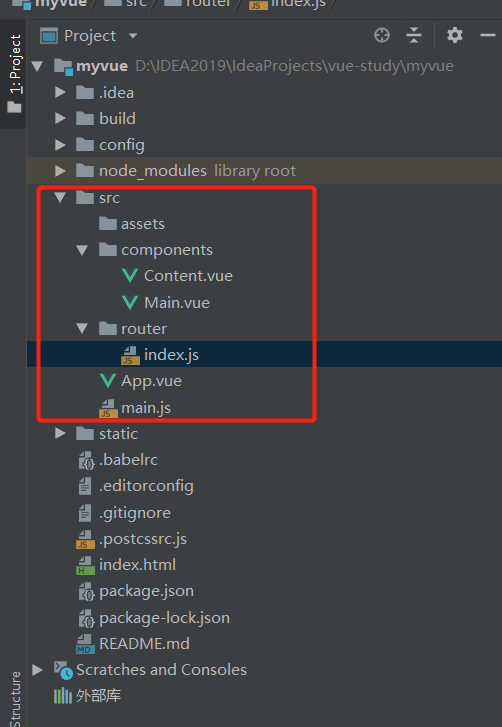 myvue src router index.js
Project
1: Project
myvue D:\IDEA2019\IdeaProjects\vue-study\myvue
.idea
build
config
node_modules library root
src
assets
components
Content.vue
Main.vue
router
index.js
App.vue
main.js
static
.babelrc
.editorconfig
.gitignore
.postcssrc.js
index.html
package.json
package-lock.json
README.md
Scratches and Consoles
外部库
Structure